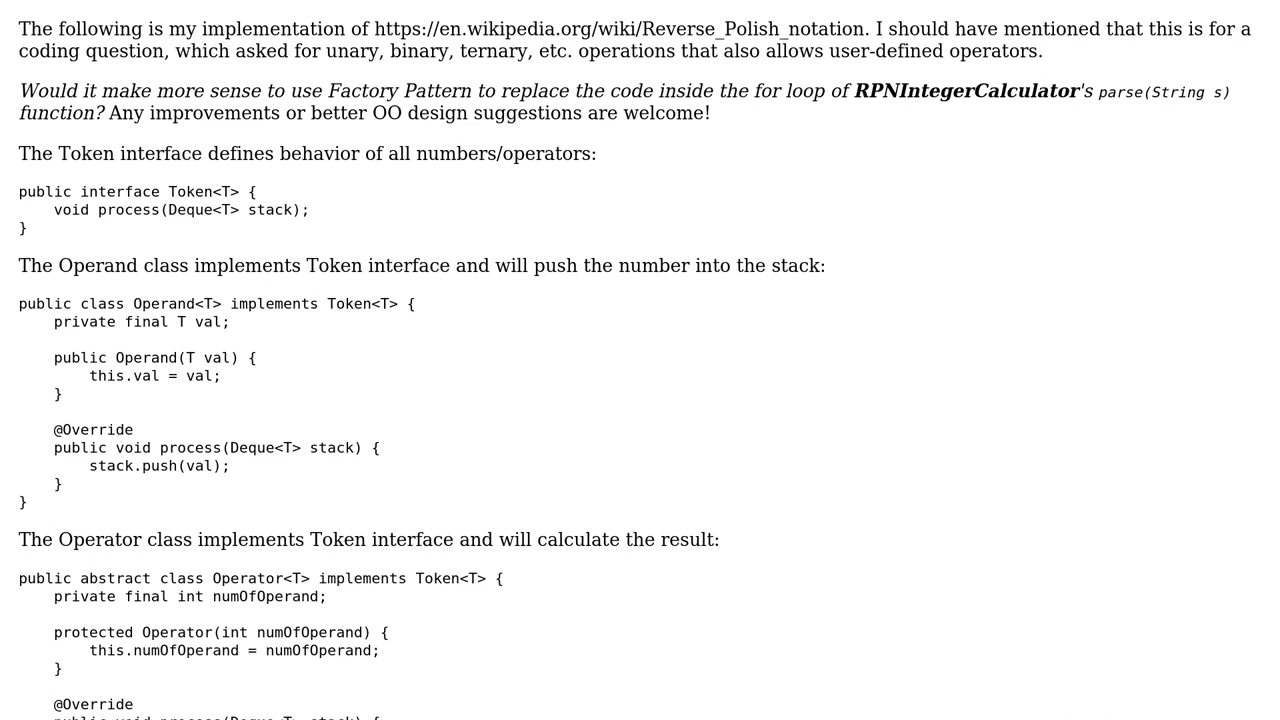 The following is my implementation of https://en.wikipedia.org/wiki/Reverse_Polish_notation. I should have mentioned that this is for a
coding question, which asked for unary, binary, ternary, etc. operations that also allows user-defined operators.
Would it make more sense to use Factory Pattern to replace the code inside the for loop of RPNIntegerCalculator's parse(String s)
function? Any improvements or better OO design suggestions are welcome!
The Token interface defines behavior of all numbers/operators:
public interface Token<T> {
    void process(Deque<T> stack);
}
The Operand class implements Token interface and will push the number into the stack:
public class Operand<T> implements Token<T> {
    private final T val;
    public Operand(T val) {
        this.val = val;
    }
    @Override
    public void process(Deque<T> stack) {
        stack.push(val);
    }
}
The Operator class implements Token interface and will calculate the result:
public abstract class Operator<T> implements Token<T> {
    private final int numOfOperand;
    protected Operator(int numOfOperand) {
        this.numOfOperand = numOfOperand;
    }
    @Override
    public void process(Deque<T> stack) {